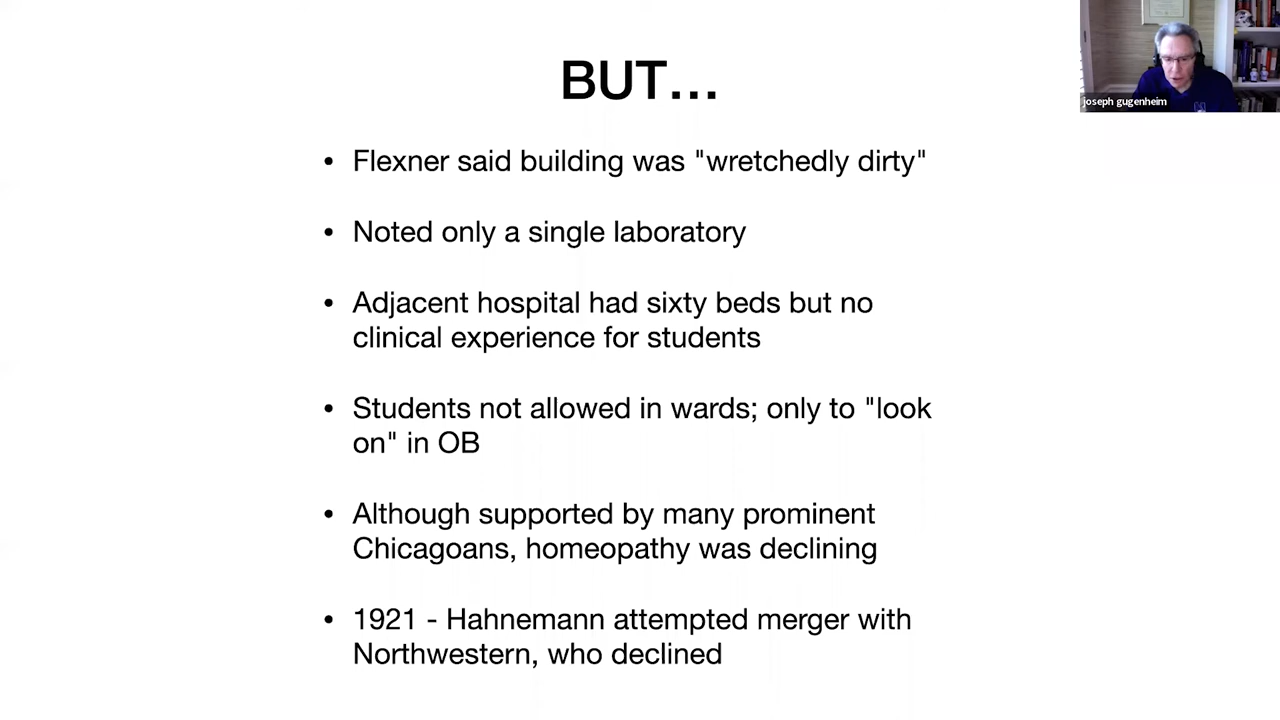 BUT...
joseph gugenheim
• Flexner said building was "wretchedly dirty"
• Noted only a single laboratory
• Adjacent hospital had sixty beds but no
clinical experience for students
• Students not allowed in wards; only to "look
on" in OB
• Although supported by many prominent
Chicagoans, homeopathy was declining
• 1921 - Hahnemann attempted merger with
Northwestern, who declined